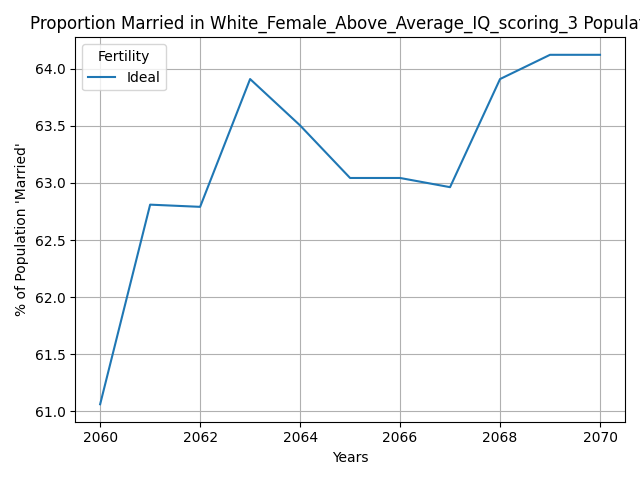 Proportion Married in White_Female_Above_Average_IQ_scoring_3 Populat
Fertility
Ideal
64.0
63.5
63.0
62.5
62.0
61.5
61.0
% of Population 'Married'
2060 2062 2064 2066 2068 2070
Years